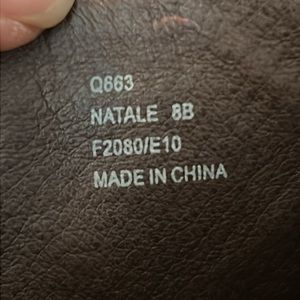 Q663
NATALE 8B
F2080/E10
MADE IN CHINA